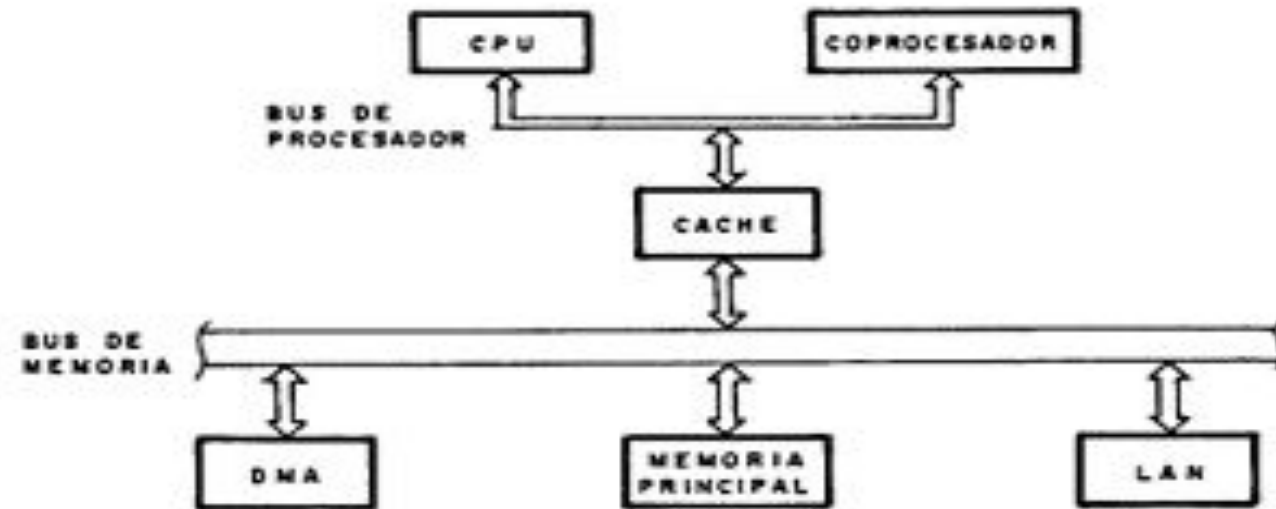 CPU
COPROCESADOR
BUS DE
PROCESADOR
CACHE
BUS DE
MEMORIA
DMA
MEMORIA
PRINCIPAL
LAN